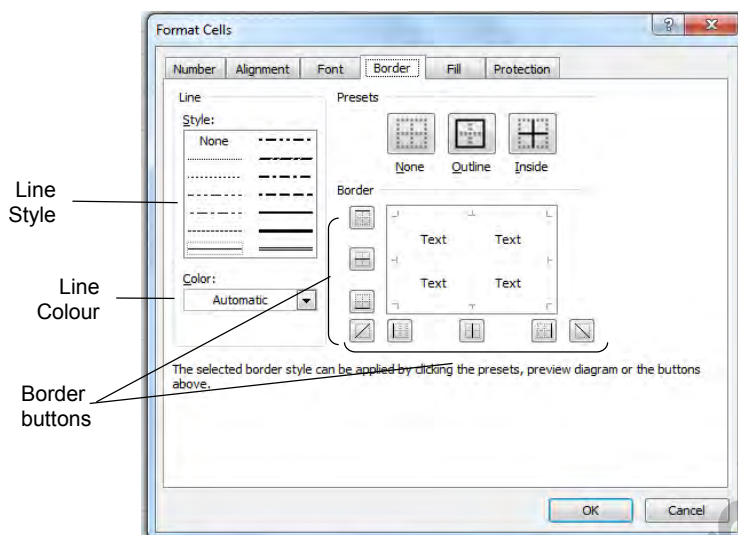 Format Cells
Number Alignment Font Border Fill Protection
Line
Style:
None
Color:
Automatic
Presets
None Outline Inside
Border
Text Text
Text Text
The selected border style can be applied by clicking the presets, preview diagram or the buttons
above.
OK Cancel
Line
Style
Line
Colour
Border
buttons